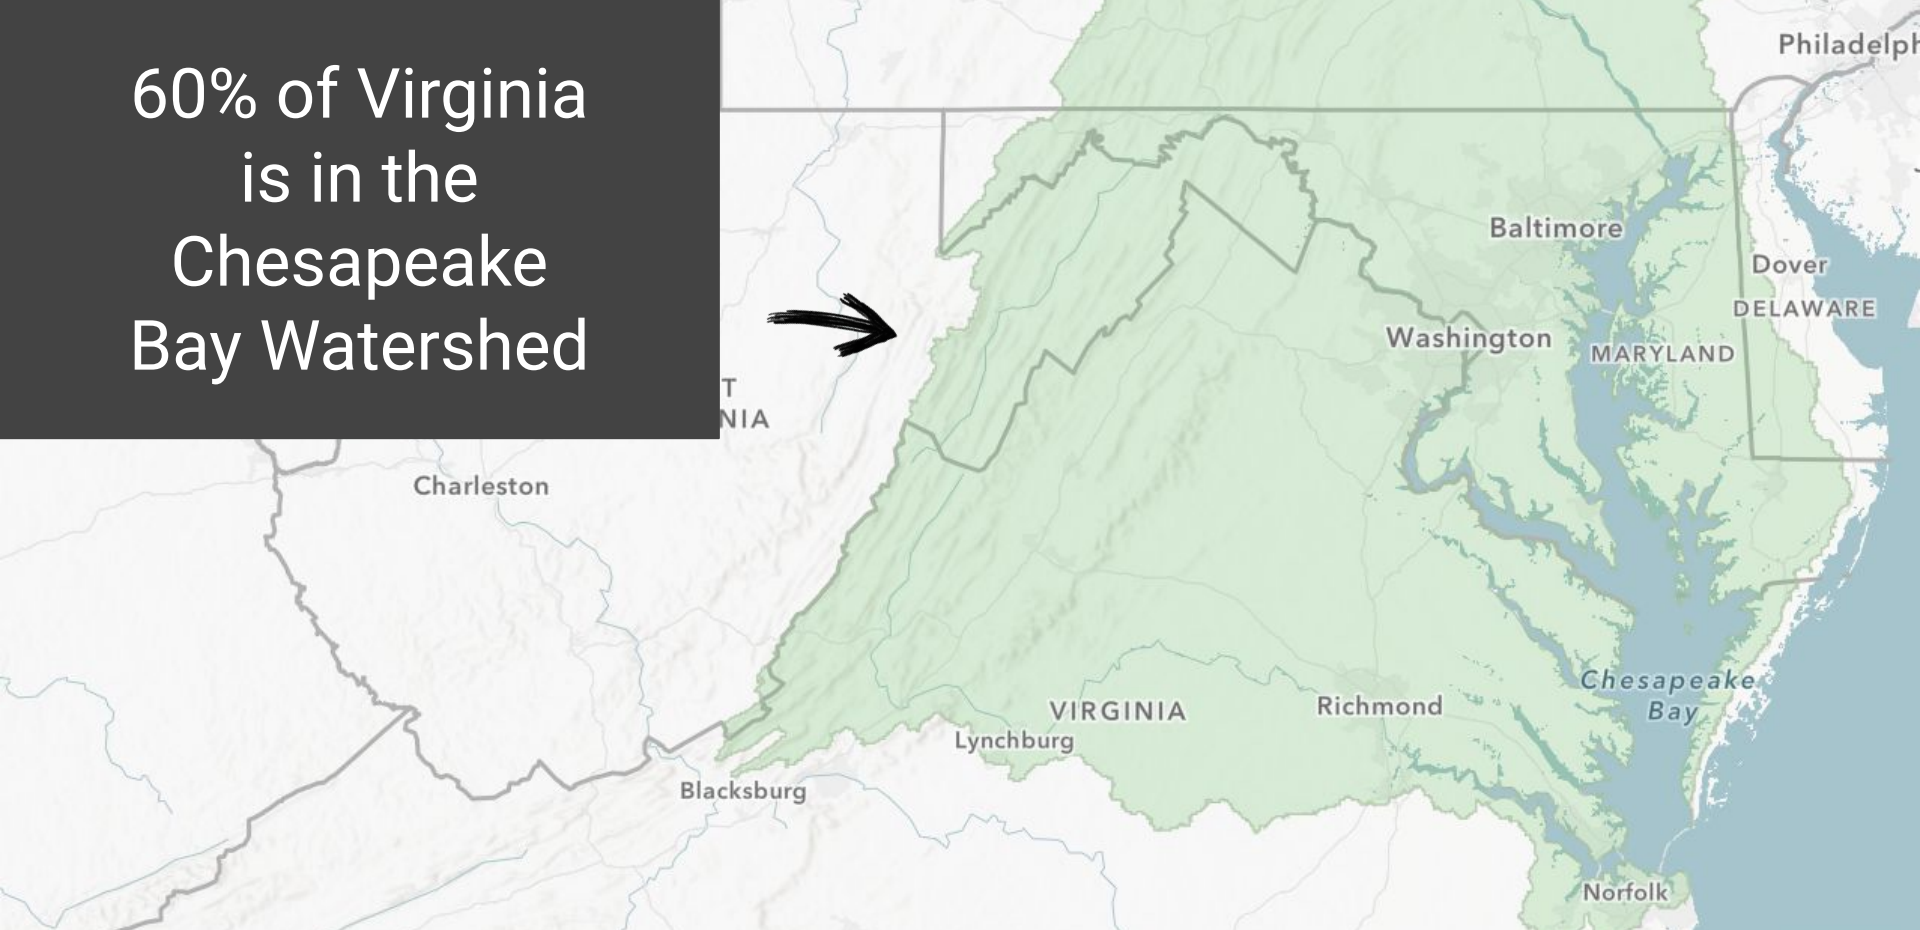 60% of Virginia
is in the
Chesapeake
Bay Watershed
Philadelph
Baltimore
Dover
DELAWARE
Washington
MARYLAND
T
NIA
Charleston
Chesapeake
Bay
VIRGINIA
Richmond
Lynchburg
Blacksburg
Norfolk